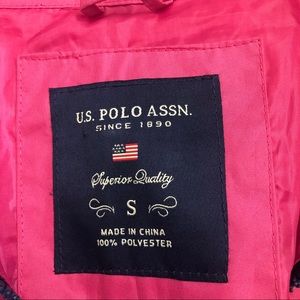 U.S. POLO ASSN.
SINCE 1890
Superior Quality
S
MADE IN CHINA
100% POLYESTER